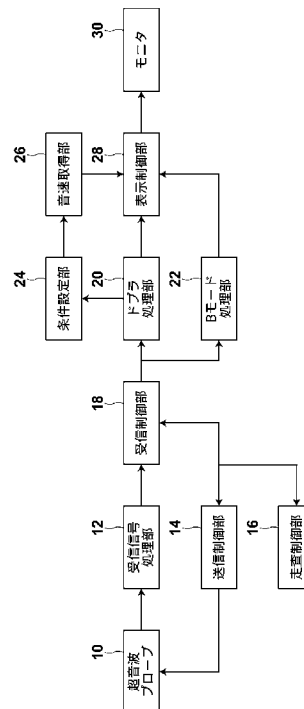 10
超音波
プローブ
12
受信信号
処理部
14
送信制御部
16
走査制御部
18
受信制御部
20
ドプラ
処理部
22
Bモード
処理部
24
条件設定部
26
音速取得部
28
表示制御部
30
モニタ